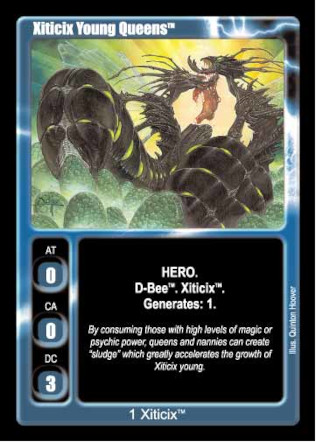 Xiticix Young Queens™
AT
0
CA
0
DC
3
HERO.
D-Bee™. Xiticix™.
Generates: 1.
By consuming those with high levels of magic or
psychic power, queens and nannies can create
"sludge" which greatly accelerates the growth of
Xiticix young.
Illus. Quinton Hoover
1 Xiticix™